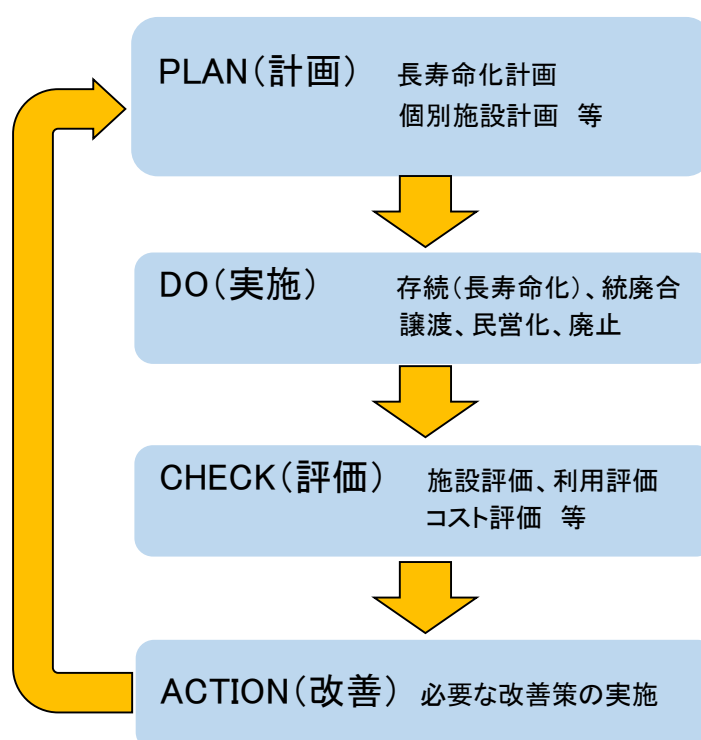 PLAN(計画) 長寿命化計画
個別施設計画 等
DO(実施) 存続(長寿命化)、統廃合
譲渡、民営化、廃止
CHECK(評価) 施設評価、利用評価
コスト評価 等
ACTION(改善) 必要な改善策の実施